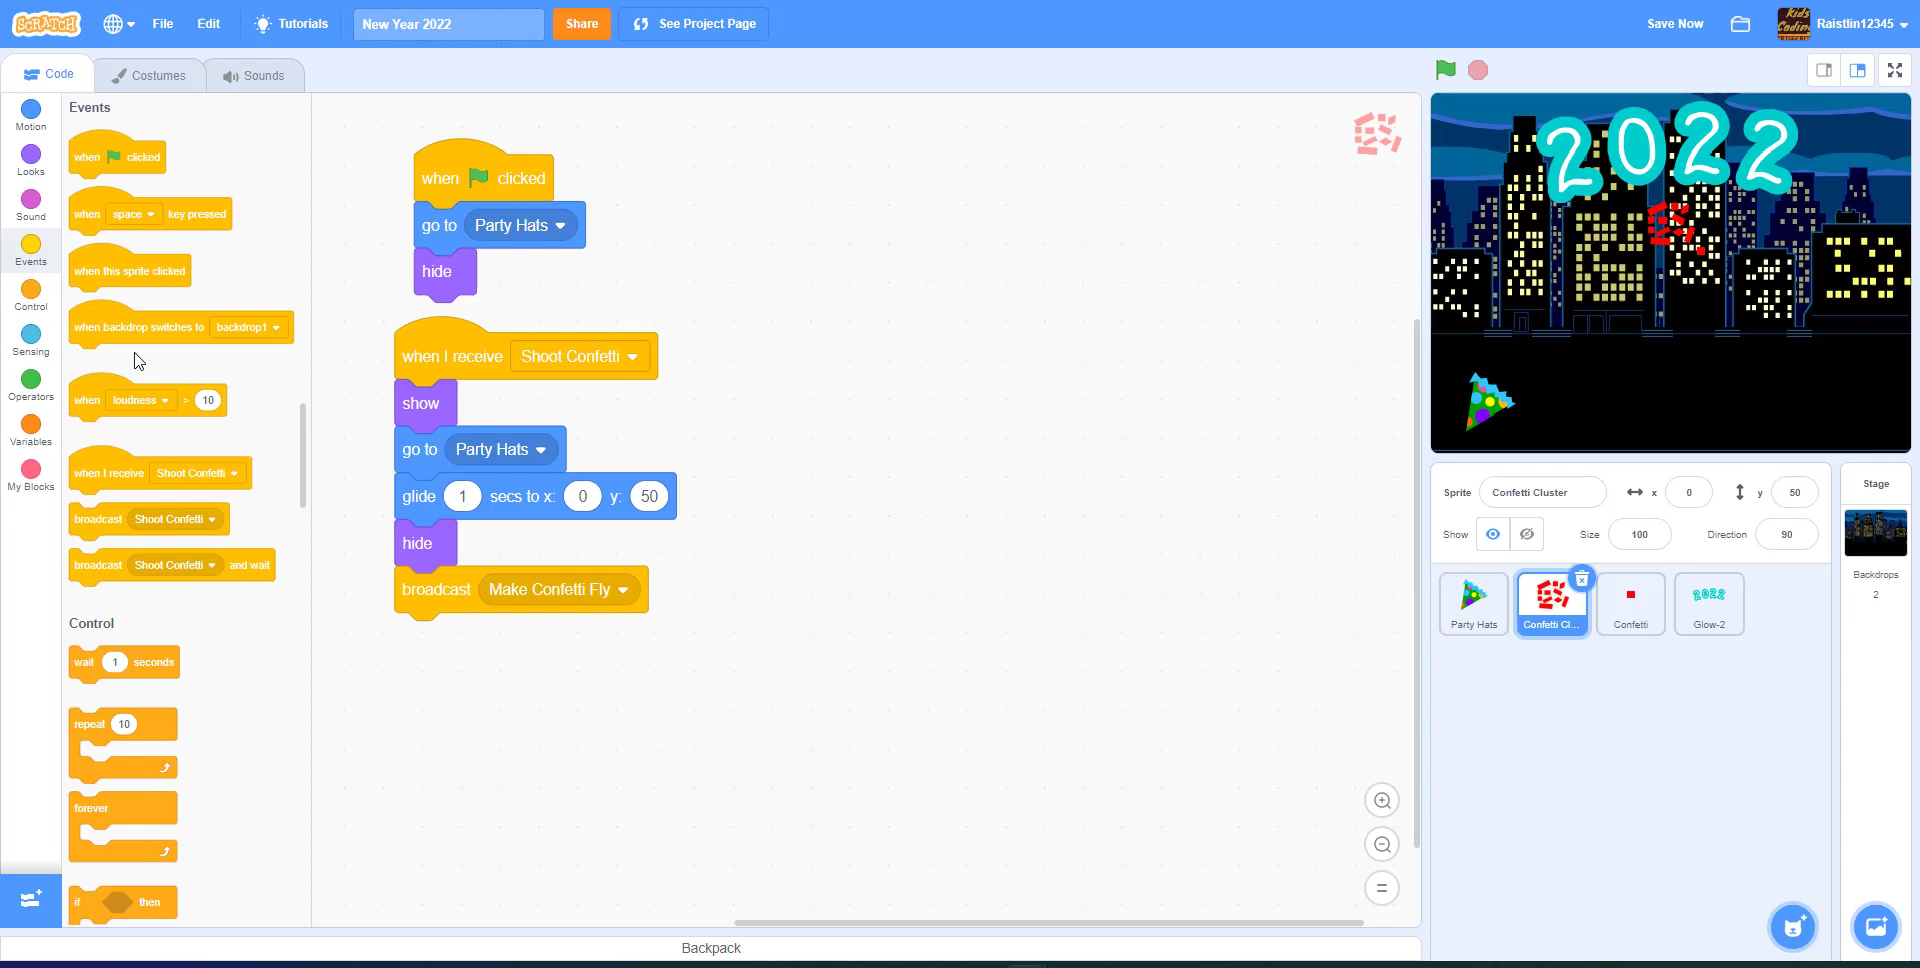 SCRATCH File Edit Tutorials New Year 2022 Share See Project Page Save Now Raistlin12345
Code Costumes Sounds
Motion
Looks
Sound
Events
Control
Sensing
Operators
Variables
My Blocks
Events
when clicked
when space key pressed
when this sprite clicked
when backdrop switches to backdrop1
when loudness > 10
when I receive Shoot Confetti
broadcast Shoot Confetti
broadcast Shoot Confetti and wait
Control
wait 1 seconds
repeat 10
forever
if then
when clicked
go to Party Hats
hide
when I receive Shoot Confetti
show
go to Party Hats
glide 1 secs to x: 0 y: 50
hide
broadcast Make Confetti Fly
2022
Sprite Confetti Cluster x 0 y 50
Show Size 100 Direction 90
Party Hats
Confetti Cl...
Confetti
2022
Glow-2
Stage
Backdrops
2
Backpack